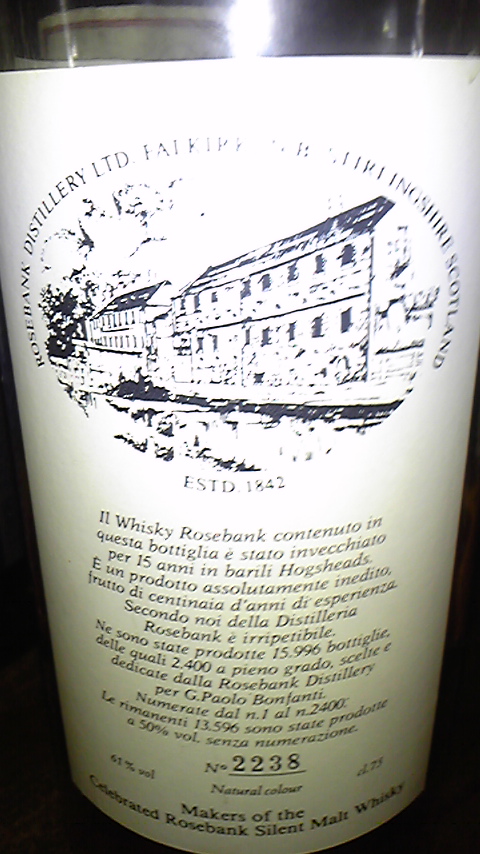 ROSEBANK DISTILLERY LTD. FALKIRK STIRLINGSHIRE SCOTLAND
ESTD. 1842
Il Whisky Rosebank contenuto in
questa bottiglia è stato invecchiato
per 15 anni in barili Hogsheads.
È un prodotto assolutamente inedito,
frutto di centinaia d'anni di esperienza.
Secondo noi della Distilleria
Rosebank è irripetibile.
Ne sono state prodotte 15.996 bottiglie,
delle quali 2.400 a pieno grado, scelte e
dedicate dalla Rosebank Distillery
per G.Paolo Bonfanti.
Numerate dal n.1 al n.2400.
Le rimanenti 13.596 sono state prodotte
a 50% vol, senza numerazione.
61% vol Nº 2238 cl.75
Natural colour
Makers of the
Celebrated Rosebank Silent Malt Whisky